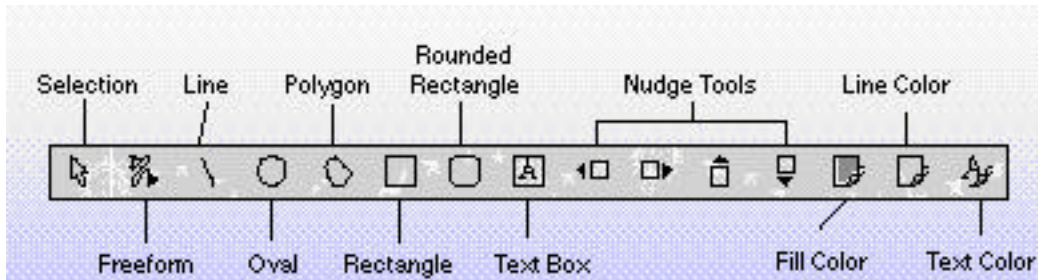 Rounded
Selection Line Polygon Rectangle Nudge Tools Line Color
A
Freeform Oval Rectangle Text Box Fill Color Text Color